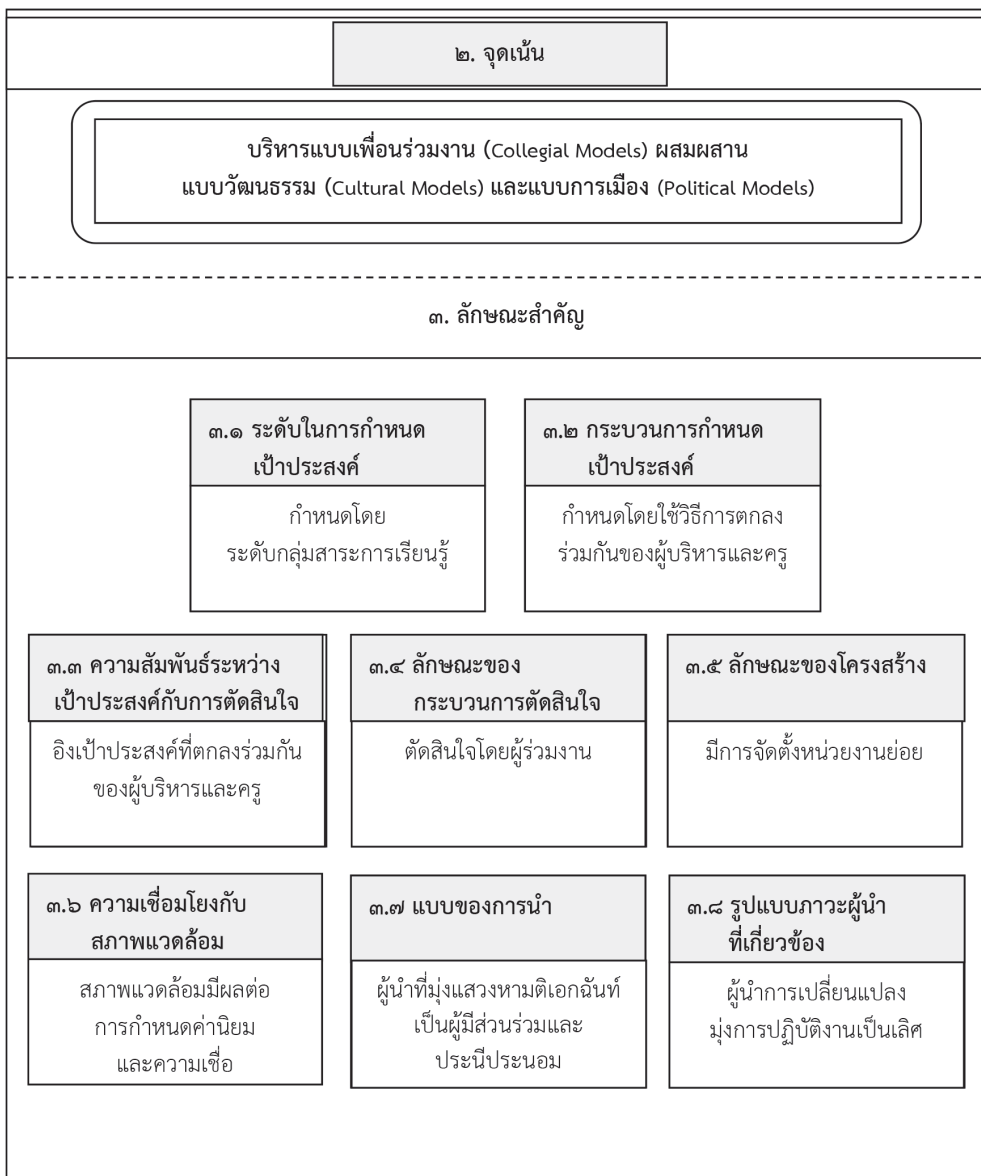 ๒. จุดเน้น
บริหารแบบเพื่อนร่วมงาน (Collegial Models) ผสมผสาน
แบบวัฒนธรรม (Cultural Models) และแบบการเมือง (Political Models)
๓. ลักษณะสำคัญ
๓.๑ ระดับในการกำหนด
เป้าประสงค์
กำหนดโดย
ระดับกลุ่มสาระการเรียนรู้
๓.๒ กระบวนการกำหนด
เป้าประสงค์
กำหนดโดยใช้วิธีการตกลง
ร่วมกันของผู้บริหารและครู
๓.๓ ความสัมพันธ์ระหว่าง
เป้าประสงค์กับการตัดสินใจ
อิงเป้าประสงค์ที่ตกลงร่วมกัน
ของผู้บริหารและครู
๓.๔ ลักษณะของ
กระบวนการตัดสินใจ
ตัดสินใจโดยผู้ร่วมงาน
๓.๕ ลักษณะของโครงสร้าง
มีการจัดตั้งหน่วยงานย่อย
๓.๖ ความเชื่อมโยงกับ
สภาพแวดล้อม
สภาพแวดล้อมมีผลต่อ
การกำหนดค่านิยม
และความเชื่อ
๓.๗ แบบของการนำ
ผู้นำที่มุ่งแสวงหามติเอกฉันท์
เป็นผู้มีส่วนร่วมและ
ประนีประนอม
๓.๘ รูปแบบภาวะผู้นำ
ที่เกี่ยวข้อง
ผู้นำการเปลี่ยนแปลง
มุ่งการปฏิบัติงานเป็นเลิศ